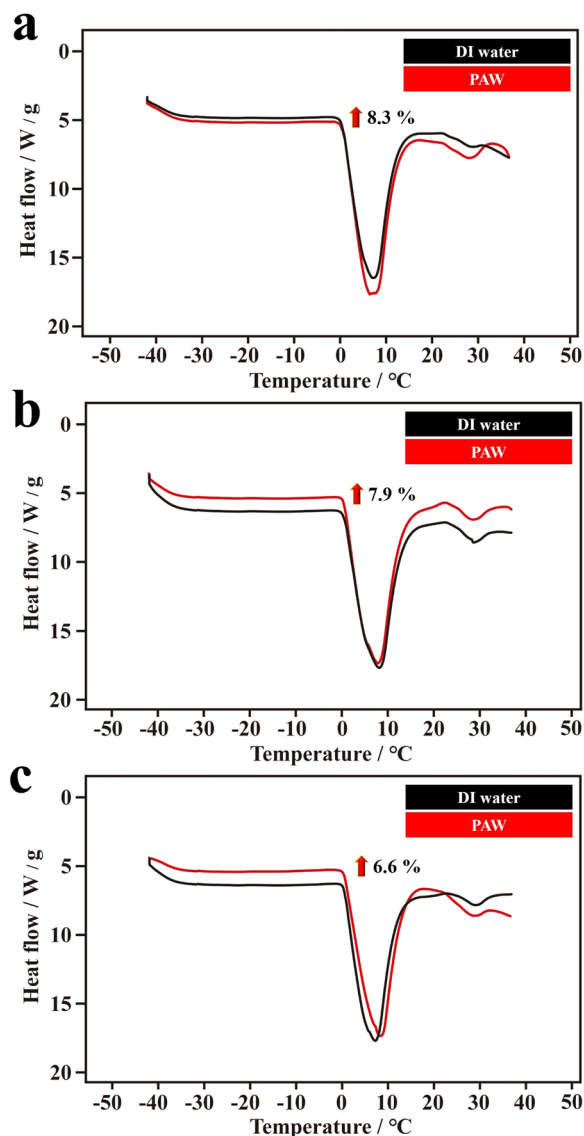 a
DI water
PAW
8.3 %
0
5
10
15
20
Heat flow / W / g
-50 -40 -30 -20 -10 0 10 20 30 40 50
Temperature / °C
b
DI water
PAW
7.9 %
0
5
10
15
20
Heat flow / W / g
-50 -40 -30 -20 -10 0 10 20 30 40 50
Temperature / °C
c
DI water
PAW
6.6 %
0
5
10
15
20
Heat flow / W / g
-50 -40 -30 -20 -10 0 10 20 30 40 50
Temperature / °C